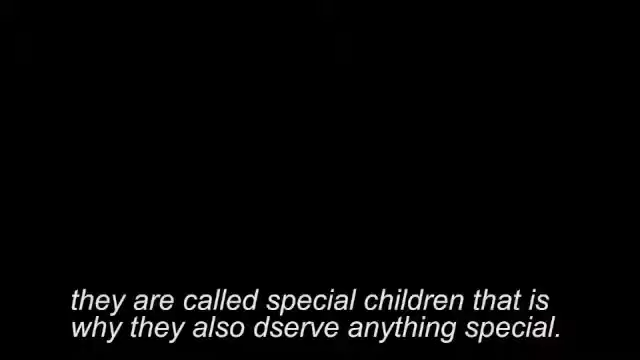 they are called special children that is
why they also dserve anything special.